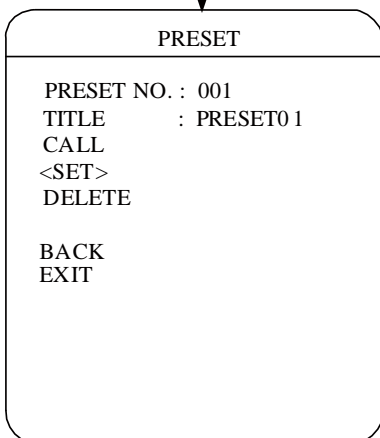 PRESET
PRESET NO. : 001
TITLE : PRESET0 1
CALL
<SET>
DELETE
BACK
EXIT